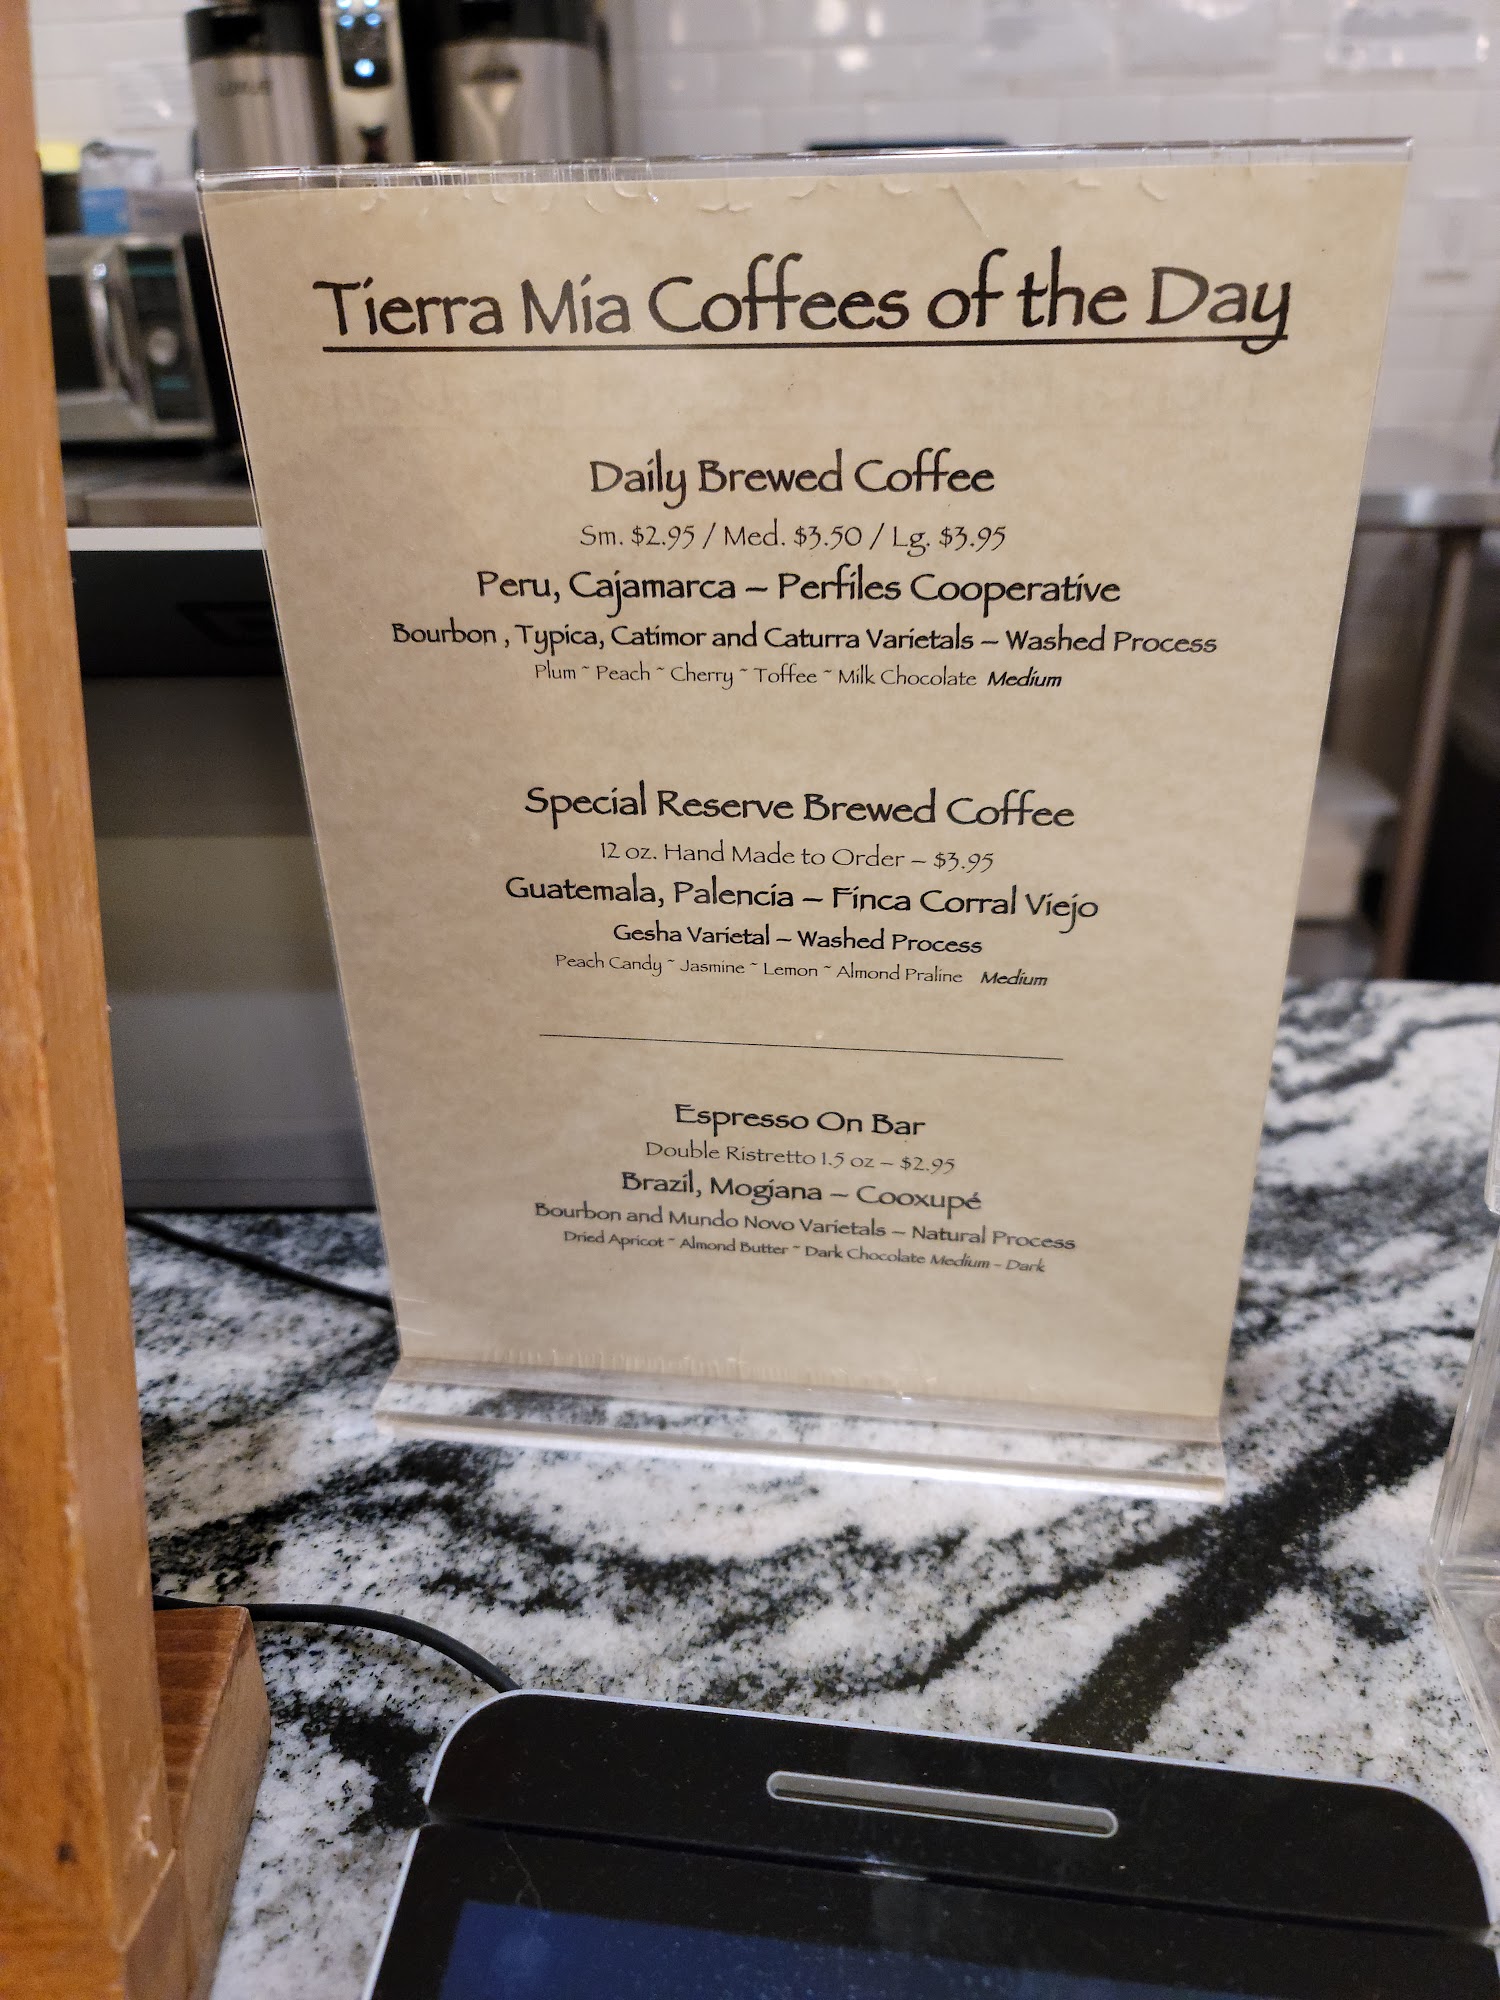 Tierra Mia Coffees of the Day
Daily Brewed Coffee
Sm. $2.95 / Med. $3.50 / Lg. $3.95
Peru, Cajamarca – Perfiles Cooperative
Bourbon , Typica, Catimor and Caturra Varietals – Washed Process
Plum ~ Peach ~ Cherry ~ Toffee ~ Milk Chocolate Medium
Special Reserve Brewed Coffee
12 oz. Hand Made to Order – $3.95
Guatemala, Palencia – Finca Corral Viejo
Gesha Varietal – Washed Process
Peach Candy ~ Jasmine ~ Lemon ~ Almond Praline Medium
Espresso On Bar
Double Ristretto 1.5 oz – $2.95
Brazil, Mogiana – Cooxupé
Bourbon and Mundo Novo Varietals – Natural Process
Dried Apricot ~ Almond Butter ~ Dark Chocolate Medium - Dark